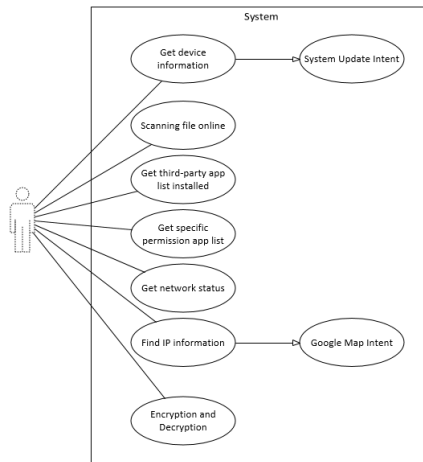 System
Get device
information
System Update Intent
Scanning file online
Get third-party app
list installed
Get specific
permission app list
Get network status
Find IP information
Google Map Intent
Encryption and
Decryption